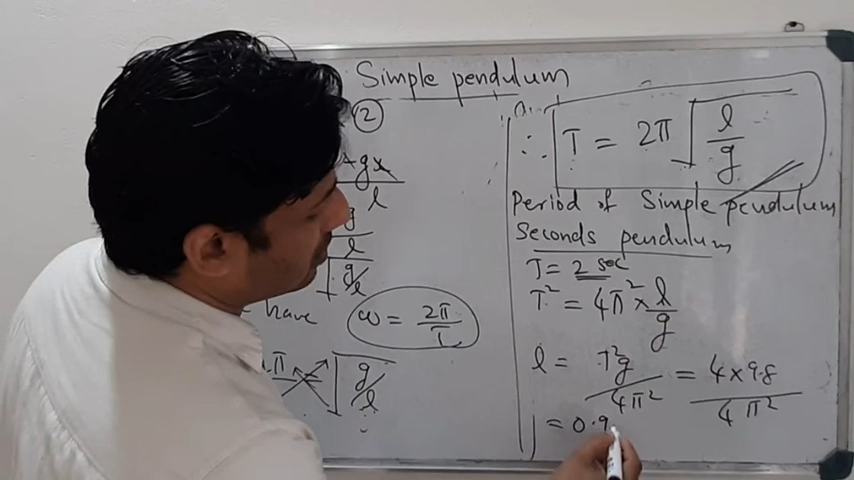 Simple pendulum
②
gx
l
g
l
g/l
have
ω = 2π/T
π = √g/l
∴ T = 2π √l/g
Period of Simple pendulum
Seconds pendulum
T = 2 sec
T² = 4π² × l/g
l = T²g/4π² = 4×9.8/4π²
= 0.9